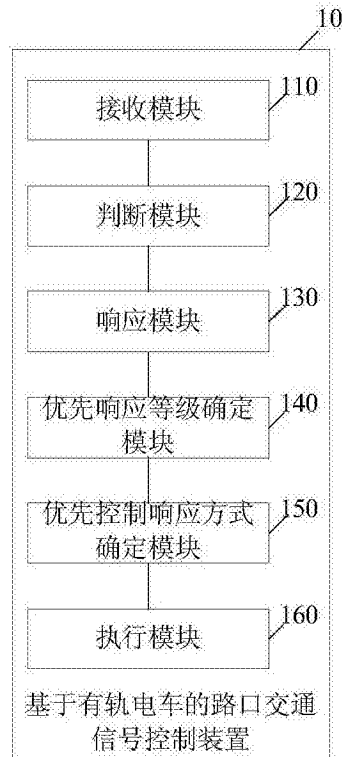 10
接收模块
110
判断模块
120
响应模块
130
优先响应等级确定
模块
140
优先控制响应方式
确定模块
150
执行模块
160
基于有轨电车的路口交通
信号控制装置